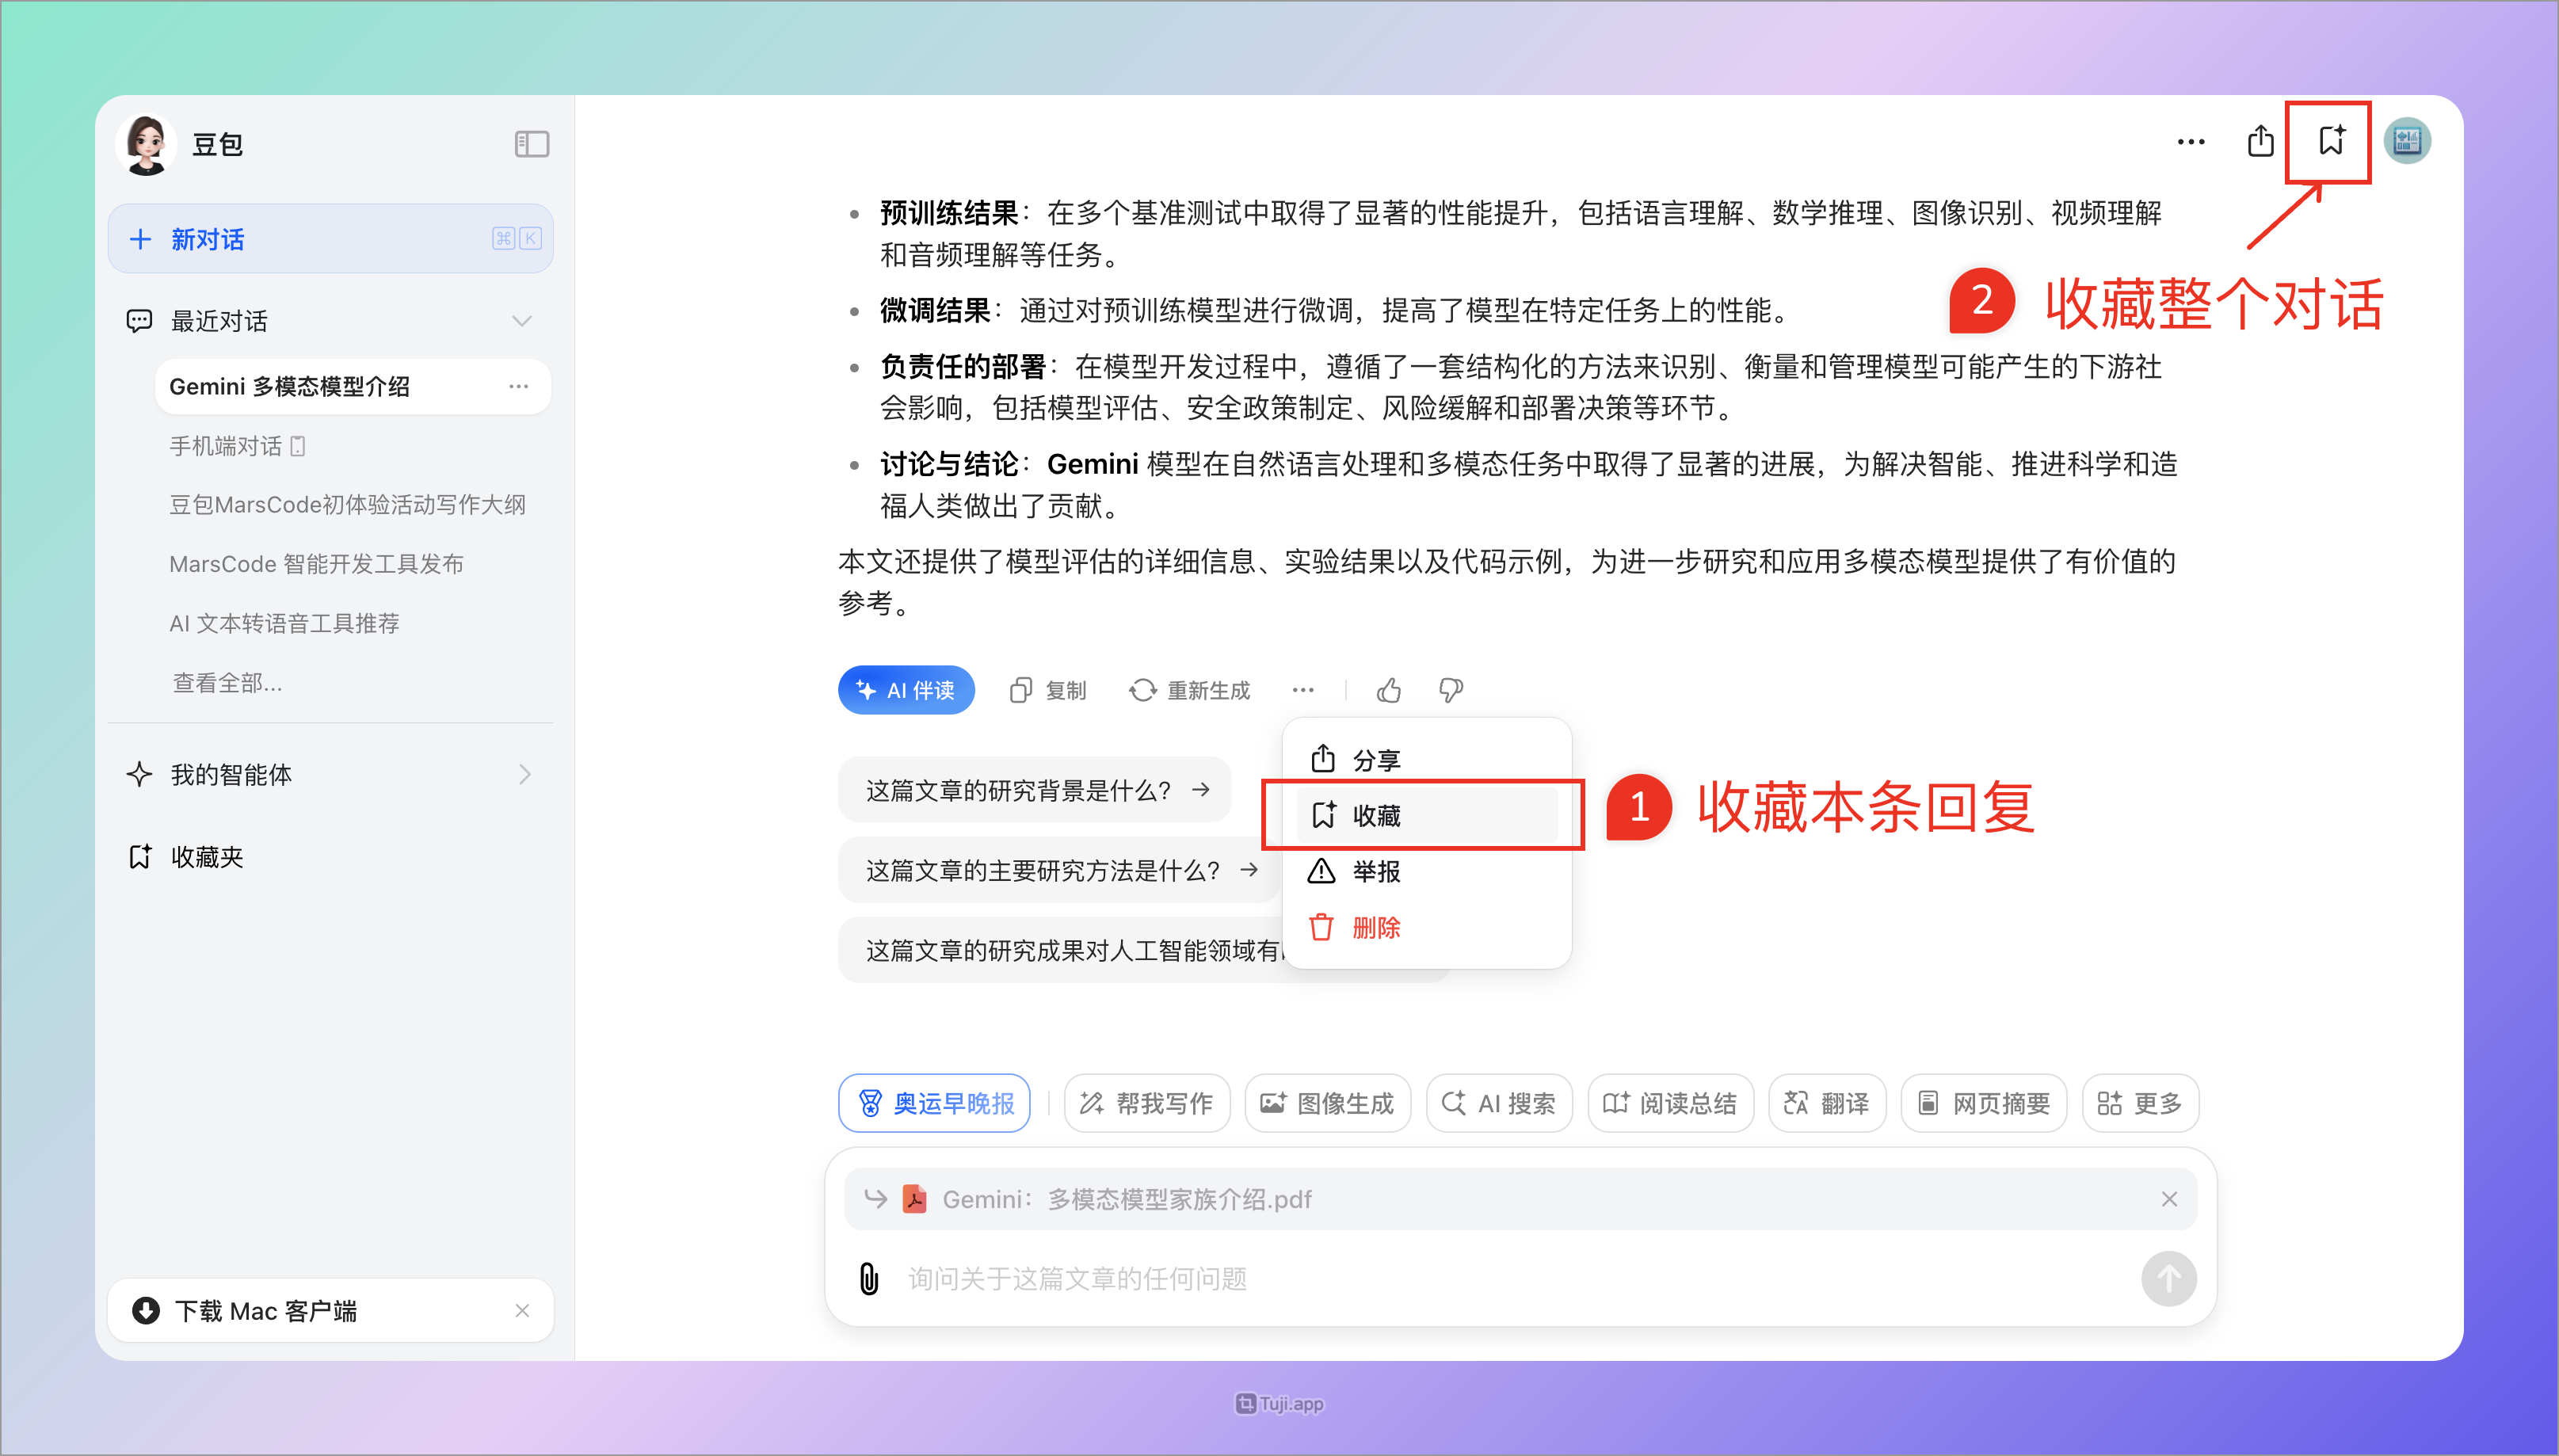 豆包
新对话
⌘ K
最近对话
Gemini 多模态模型介绍
手机端对话
豆包MarsCode初体验活动写作大纲
MarsCode 智能开发工具发布
AI 文本转语音工具推荐
查看全部...
我的智能体
收藏夹
下载 Mac 客户端
预训练结果：在多个基准测试中取得了显著的性能提升，包括语言理解、数学推理、图像识别、视频理解
和音频理解等任务。
微调结果：通过对预训练模型进行微调，提高了模型在特定任务上的性能。
2 收藏整个对话
负责任的部署：在模型开发过程中，遵循了一套结构化的方法来识别、衡量和管理模型可能产生的下游社
会影响，包括模型评估、安全政策制定、风险缓解和部署决策等环节。
讨论与结论：Gemini 模型在自然语言处理和多模态任务中取得了显著的进展，为解决智能、推进科学和造
福人类做出了贡献。
本文还提供了模型评估的详细信息、实验结果以及代码示例，为进一步研究和应用多模态模型提供了有价值的
参考。
AI 伴读 复制 重新生成
分享
收藏
举报
删除
1 收藏本条回复
这篇文章的研究背景是什么? →
这篇文章的主要研究方法是什么? →
这篇文章的研究成果对人工智能领域有
奥运早晚报 帮我写作 图像生成 AI 搜索 阅读总结 翻译 网页摘要 更多
Gemini：多模态模型家族介绍.pdf
询问关于这篇文章的任何问题
Tuji.app